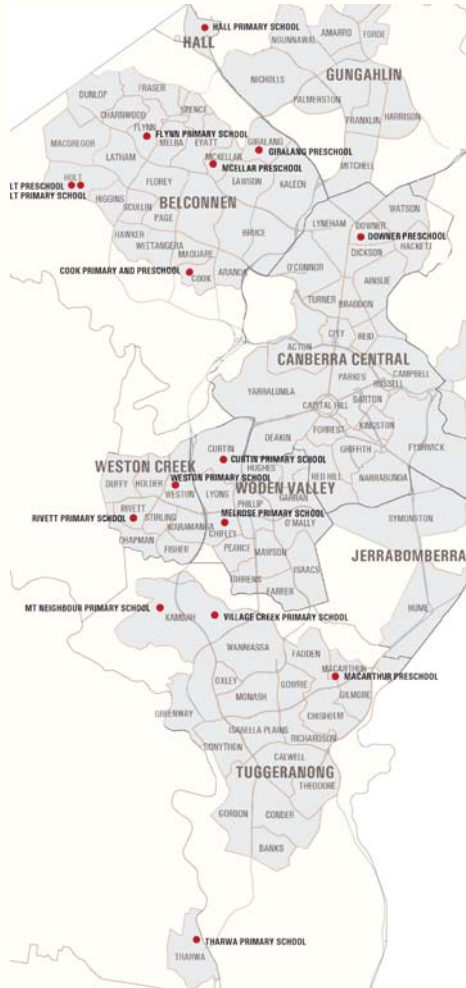 HALL PRIMARY SCHOOL
HALL
NGUNNAWAL
AMARRO
FORDE
NICHOLLS
GUNGAHLIN
PALMERSTON
FRANKLIN
HARRISON
MITCHELL
DUNLOP
FRASER
CHARNWOOD
SPENCE
FLYNN
FLYNN PRIMARY SCHOOL
MACGREGOR
MELBA
EVATT
GIRALANG
GIRALANG PRESCHOOL
LATHAM
MCKELLAR
MCELLAR PRESCHOOL
HOLT
LT PRESCHOOL
LT PRIMARY SCHOOL
FLOREY
LAWSON
KALEEN
HIGGINS
SCULLIN
BELCONNEN
PAGE
HAWKER
WEETANGERA
BRUCE
MAQUARE
COOK PRIMARY AND PRESCHOOL
COOK
ARANDA
WATSON
LYNEHAM
DOWNER
DOWNER PRESCHOOL
HACKETT
DICKSON
O'CONNOR
AINSLIE
TURNER
BRADDON
CITY
REID
ACTON
CANBERRA CENTRAL
CAMPBELL
PARKES
RUSSELL
YARRALUMLA
BARTON
CAPITAL HILL
KINGSTON
FORREST
DEAKIN
GRIFFITH
FYSHWICK
RED HILL
NARRABUNDA
CURTIN
CURTIN PRIMARY SCHOOL
HUGHES
WESTON CREEK
DUFFY
HOLDER
WESTON PRIMARY SCHOOL
WESTON
LYONS
WODEN VALLEY
GARRAN
PHILLIP
RIVETT
RIVETT PRIMARY SCHOOL
STIRLING
WARAMANGA
MELROSE PRIMARY SCHOOL
CHIFLEY
O'MALLY
SYMONSTON
CHAPMAN
FISHER
PEARCE
MAWSON
ISAACS
TORRENS
FARRER
JERRABOMBERRA
HUME
MT NEIGHBOUR PRIMARY SCHOOL
KAMBAH
VILLAGE CREEK PRIMARY SCHOOL
WANNIASSA
FADDEN
MACARTHUR
MACARTHUR PRESCHOOL
OXLEY
GOWRIE
MONASH
GILMORE
GREENWAY
CHISHOLM
ISABELLA PLAINS
RICHARDSON
BONYTHON
CALWELL
TUGGERANONG
THEODORE
GORDON
CONDER
BANKS
THARWA PRIMARY SCHOOL
THARWA